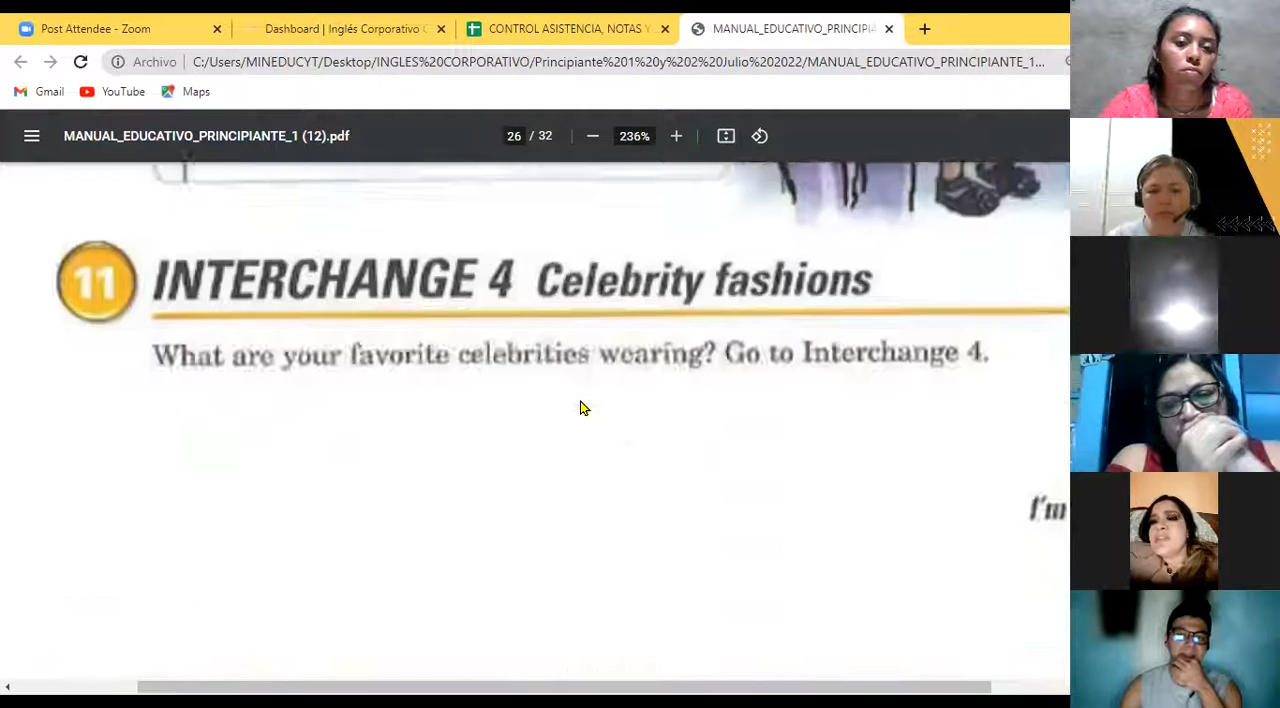 Post Attendee - Zoom
Dashboard | Inglés Corporativo
CONTROL ASISTENCIA, NOTAS Y
MANUAL_EDUCATIVO_PRINCIPIA
Archivo
C:/Users/MINEDUCYT/Desktop/INGLES%20CORPORATIVO/Principiante%201%20y%202%20Julio%202022/MANUAL_EDUCATIVO_PRINCIPIANTE_1...
Gmail
YouTube
Maps
MANUAL_EDUCATIVO_PRINCIPIANTE_1 (12).pdf
26 / 32
236%
11 INTERCHANGE 4 Celebrity fashions
What are your favorite celebrities wearing? Go to Interchange 4.
I'm